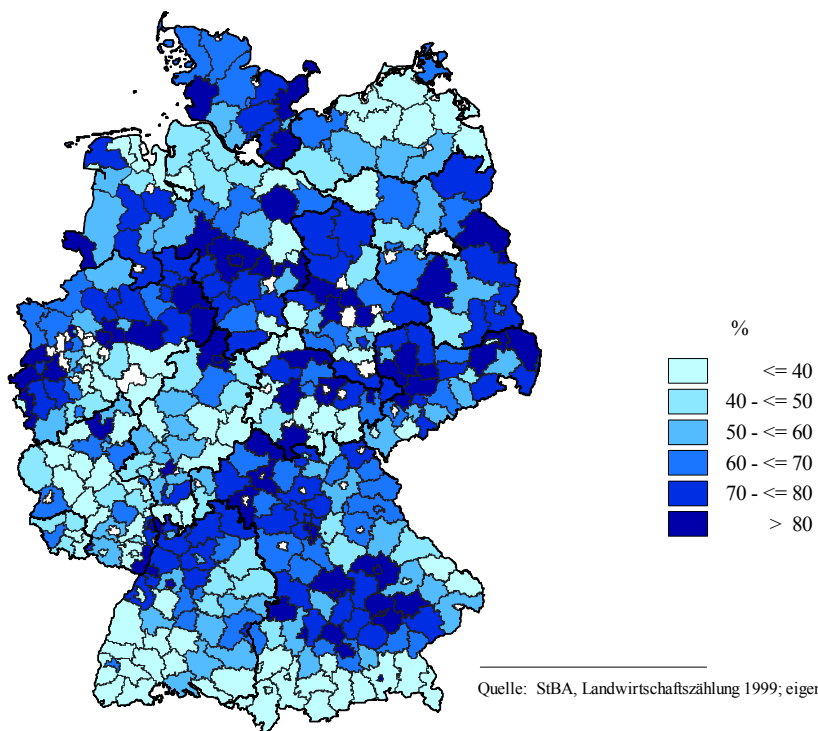 %
<= 40
40 - <= 50
50 - <= 60
60 - <= 70
70 - <= 80
> 80
Quelle: StBA, Landwirtschaftszählung 1999;